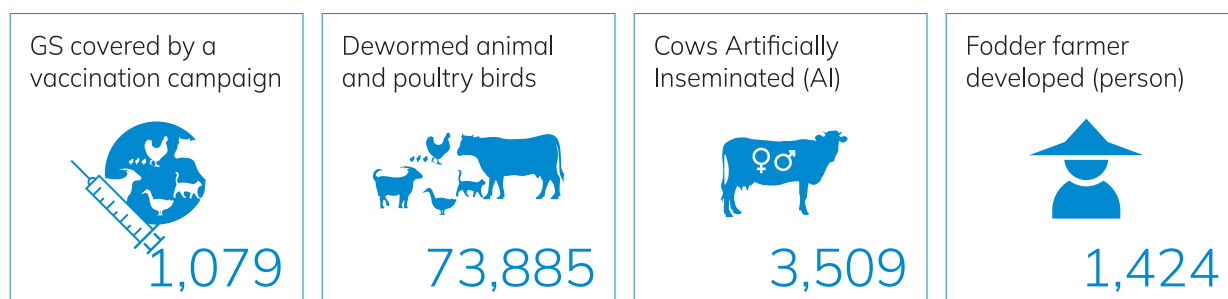 GS covered by a
vaccination campaign
1,079
Dewormed animal
and poultry birds
73,885
Cows Artificially
Inseminated (AI)
3,509
Fodder farmer
developed (person)
1,424